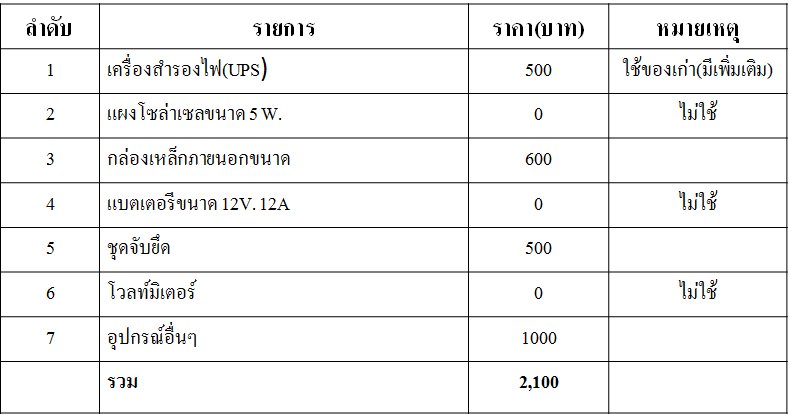 ลำดับ รายการ ราคา(บาท) หมายเหตุ
1 เครื่องสำรองไฟ(UPS) 500 ใช้ของเก่า(มีเพิ่มเติม)
2 แผงโซล่าเซลขนาด 5 W. 0 ไม่ใช้
3 กล่องเหล็กภายนอกขนาด 600
4 แบตเตอรีขนาด 12V. 12A 0 ไม่ใช้
5 ชุดจับยึด 500
6 โวลท์มิเตอร์ 0 ไม่ใช้
7 อุปกรณ์อื่นๆ 1000
รวม 2,100